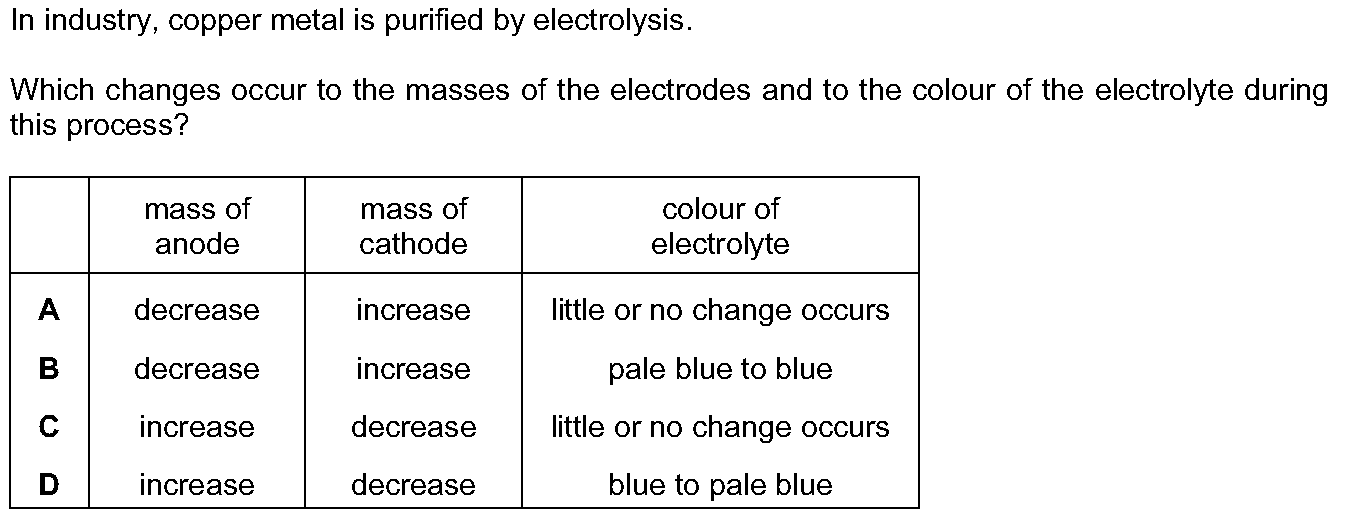 In industry, copper metal is purified by electrolysis.
Which changes occur to the masses of the electrodes and to the colour of the electrolyte during
this process?
mass of anode mass of cathode colour of electrolyte
A decrease increase little or no change occurs
B decrease increase pale blue to blue
C increase decrease little or no change occurs
D increase decrease blue to pale blue